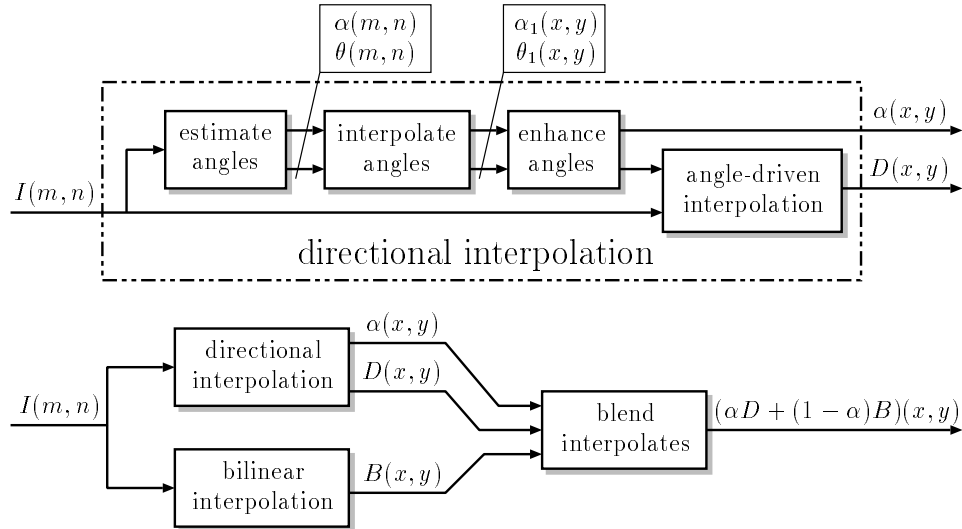 α(m, n)
θ(m, n)
α₁(x, y)
θ₁(x, y)
estimate
angles
interpolate
angles
enhance
angles
α(x, y)
I(m, n)
angle-driven
interpolation
D(x, y)
directional interpolation
I(m, n)
directional
interpolation
α(x, y)
D(x, y)
bilinear
interpolation
B(x, y)
blend
interpolates
(αD + (1 − α)B)(x, y)